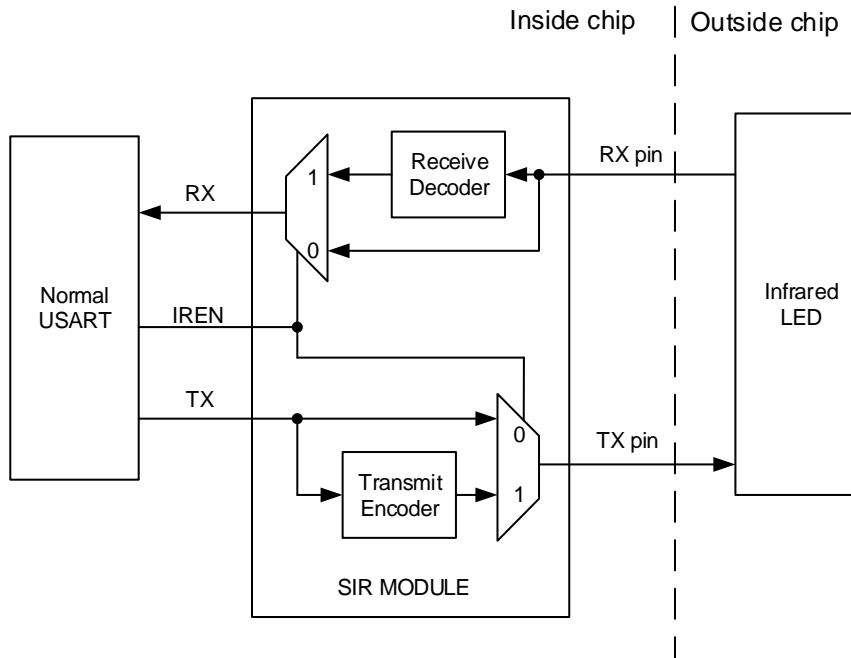 Inside chip
Outside chip
Receive
Decoder
RX pin
1
RX
0
Normal
USART
Infrared
LED
IREN
TX
0
TX pin
Transmit
Encoder
1
SIR MODULE